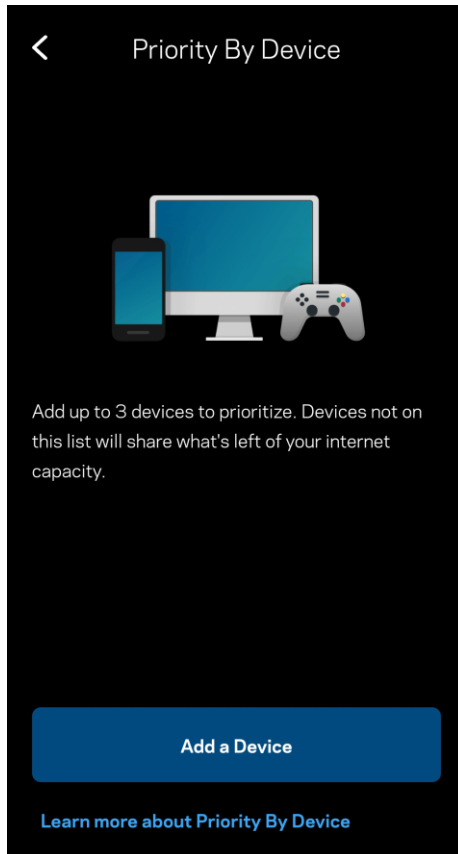 Priority By Device
Add up to 3 devices to prioritize. Devices not on
this list will share what's left of your internet
capacity.
Add a Device
Learn more about Priority By Device